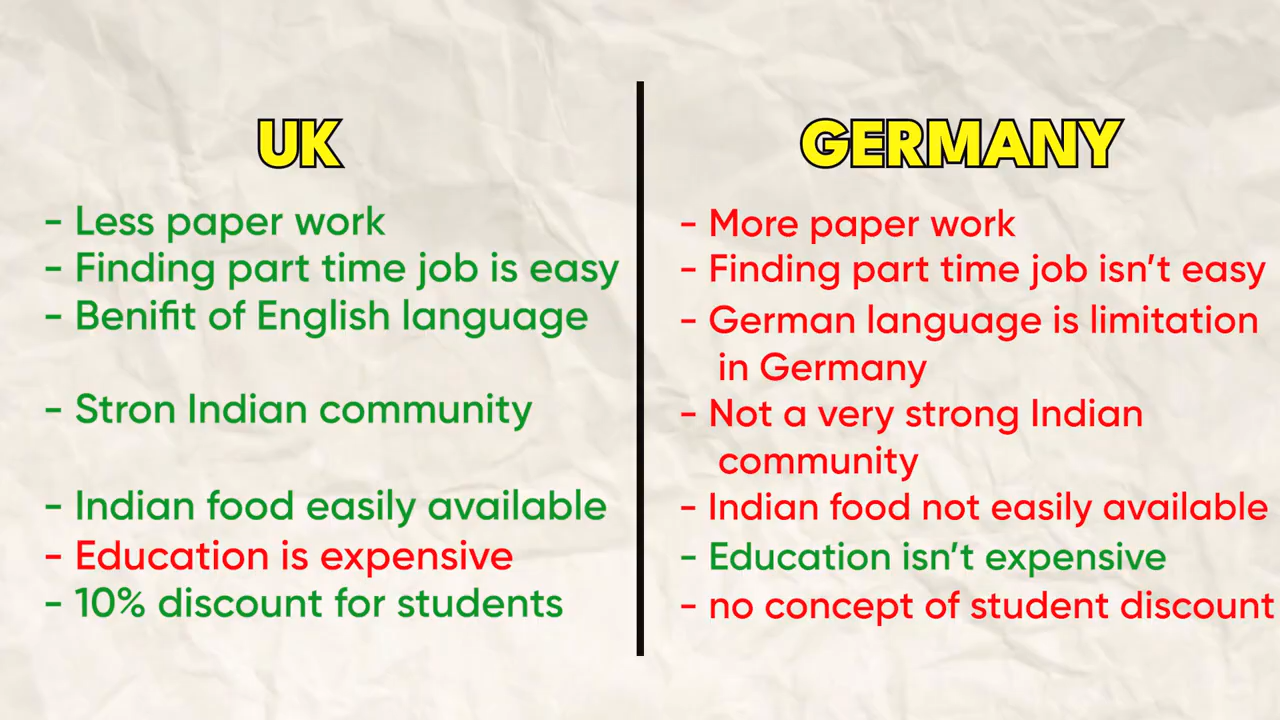 UK
- Less paper work
- Finding part time job is easy
- Benifit of English language
- Stron Indian community
- Indian food easily available
- Education is expensive
- 10% discount for students
GERMANY
- More paper work
- Finding part time job isn't easy
- German language is limitation
in Germany
- Not a very strong Indian
community
- Indian food not easily available
- Education isn't expensive
- no concept of student discount